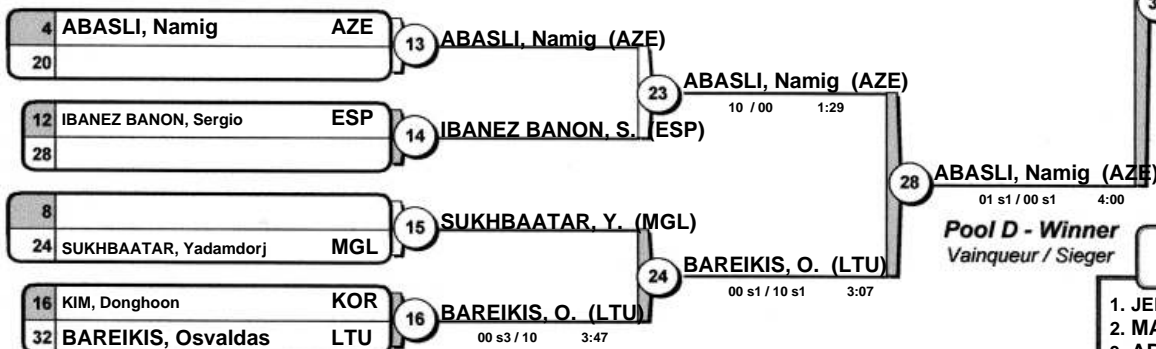 4 ABASLI, Namig AZE
20
13 ABASLI, Namig (AZE)
12 IBANEZ BANON, Sergio ESP
28
14 IBANEZ BANON, S. (ESP)
23 ABASLI, Namig (AZE)
10 / 00 1:29
8
24 SUKHBAATAR, Yadamdorj MGL
15 SUKHBAATAR, Y. (MGL)
16 KIM, Donghoon KOR
32 BAREIKIS, Osvaldas LTU
16 BAREIKIS, O. (LTU)
00 s3 / 10 3:47
24 BAREIKIS, O. (LTU)
00 s1 / 10 s1 3:07
28 ABASLI, Namig (AZE)
01 s1 / 00 s1 4:00
Pool D - Winner
Vainqueur / Sieger
1.
2.